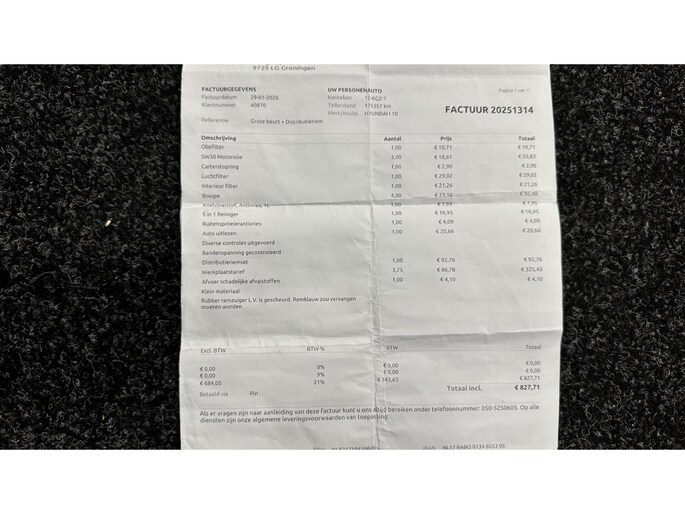 9725 LG Groningen
FACTUURGEGEVENS UW PERSONENAUTO Pagina 1 van 1
Factuurdatum 29-01-2026 Kenteken
Klantnummer 40870 Tellerstand 171357 km
Merk/model HYUNDAI I10 FACTUUR 20251314
Referentie Grote beurt + Distributieriem
Omschrijving Aantal Prijs Totaal
Oliefilter 1,00 € 10,71 € 10,71
5W30 Motorolie 3,00 € 18,61 € 55,83
Carterstopring 1,00 € 2,90 € 2,90
Luchtfilter 1,00 € 29,02 € 29,02
Interieur filter 1,00 € 21,26 € 21,26
Bougie 4,00
Koelvloeistof, 1,00 € 7,95 € 7,95
5 in 1 Reiniger 1,00 € 16,95 € 16,95
Ruitensproeierantivries 1,00 € 4,09 € 4,09
Auto uitlezen 1,00 € 20,66 € 20,66
Diverse controles uitgevoerd
Bandenspanning gecontroleerd
Distributieriemset 1,00 € 92,76 € 92,76
Werkplaatstarief 3,75 € 86,78 € 325,43
Afvoer schadelijke afvalstoffen 1,00 € 4,10 € 4,10
Klein materiaal
Rubber remzuiger L.V. is gescheurd. Remklauw zou vervangen
moeten worden
Excl. BTW BTW % BTW Totaal
€ 0,00 0% € 0,00 € 0,00
€ 0,00 9% € 0,00 € 0,00
€ 684,05 21% € 143,65 € 827,71
Betaald via Pin Totaal incl. € 827,71
Als er vragen zijn naar aanleiding van deze factuur kunt u ons altijd bereiken onder telefoonnummer: 050-5250605. Op alle
diensten zijn onze algemene leveringsvoorwaarden van toepassing.